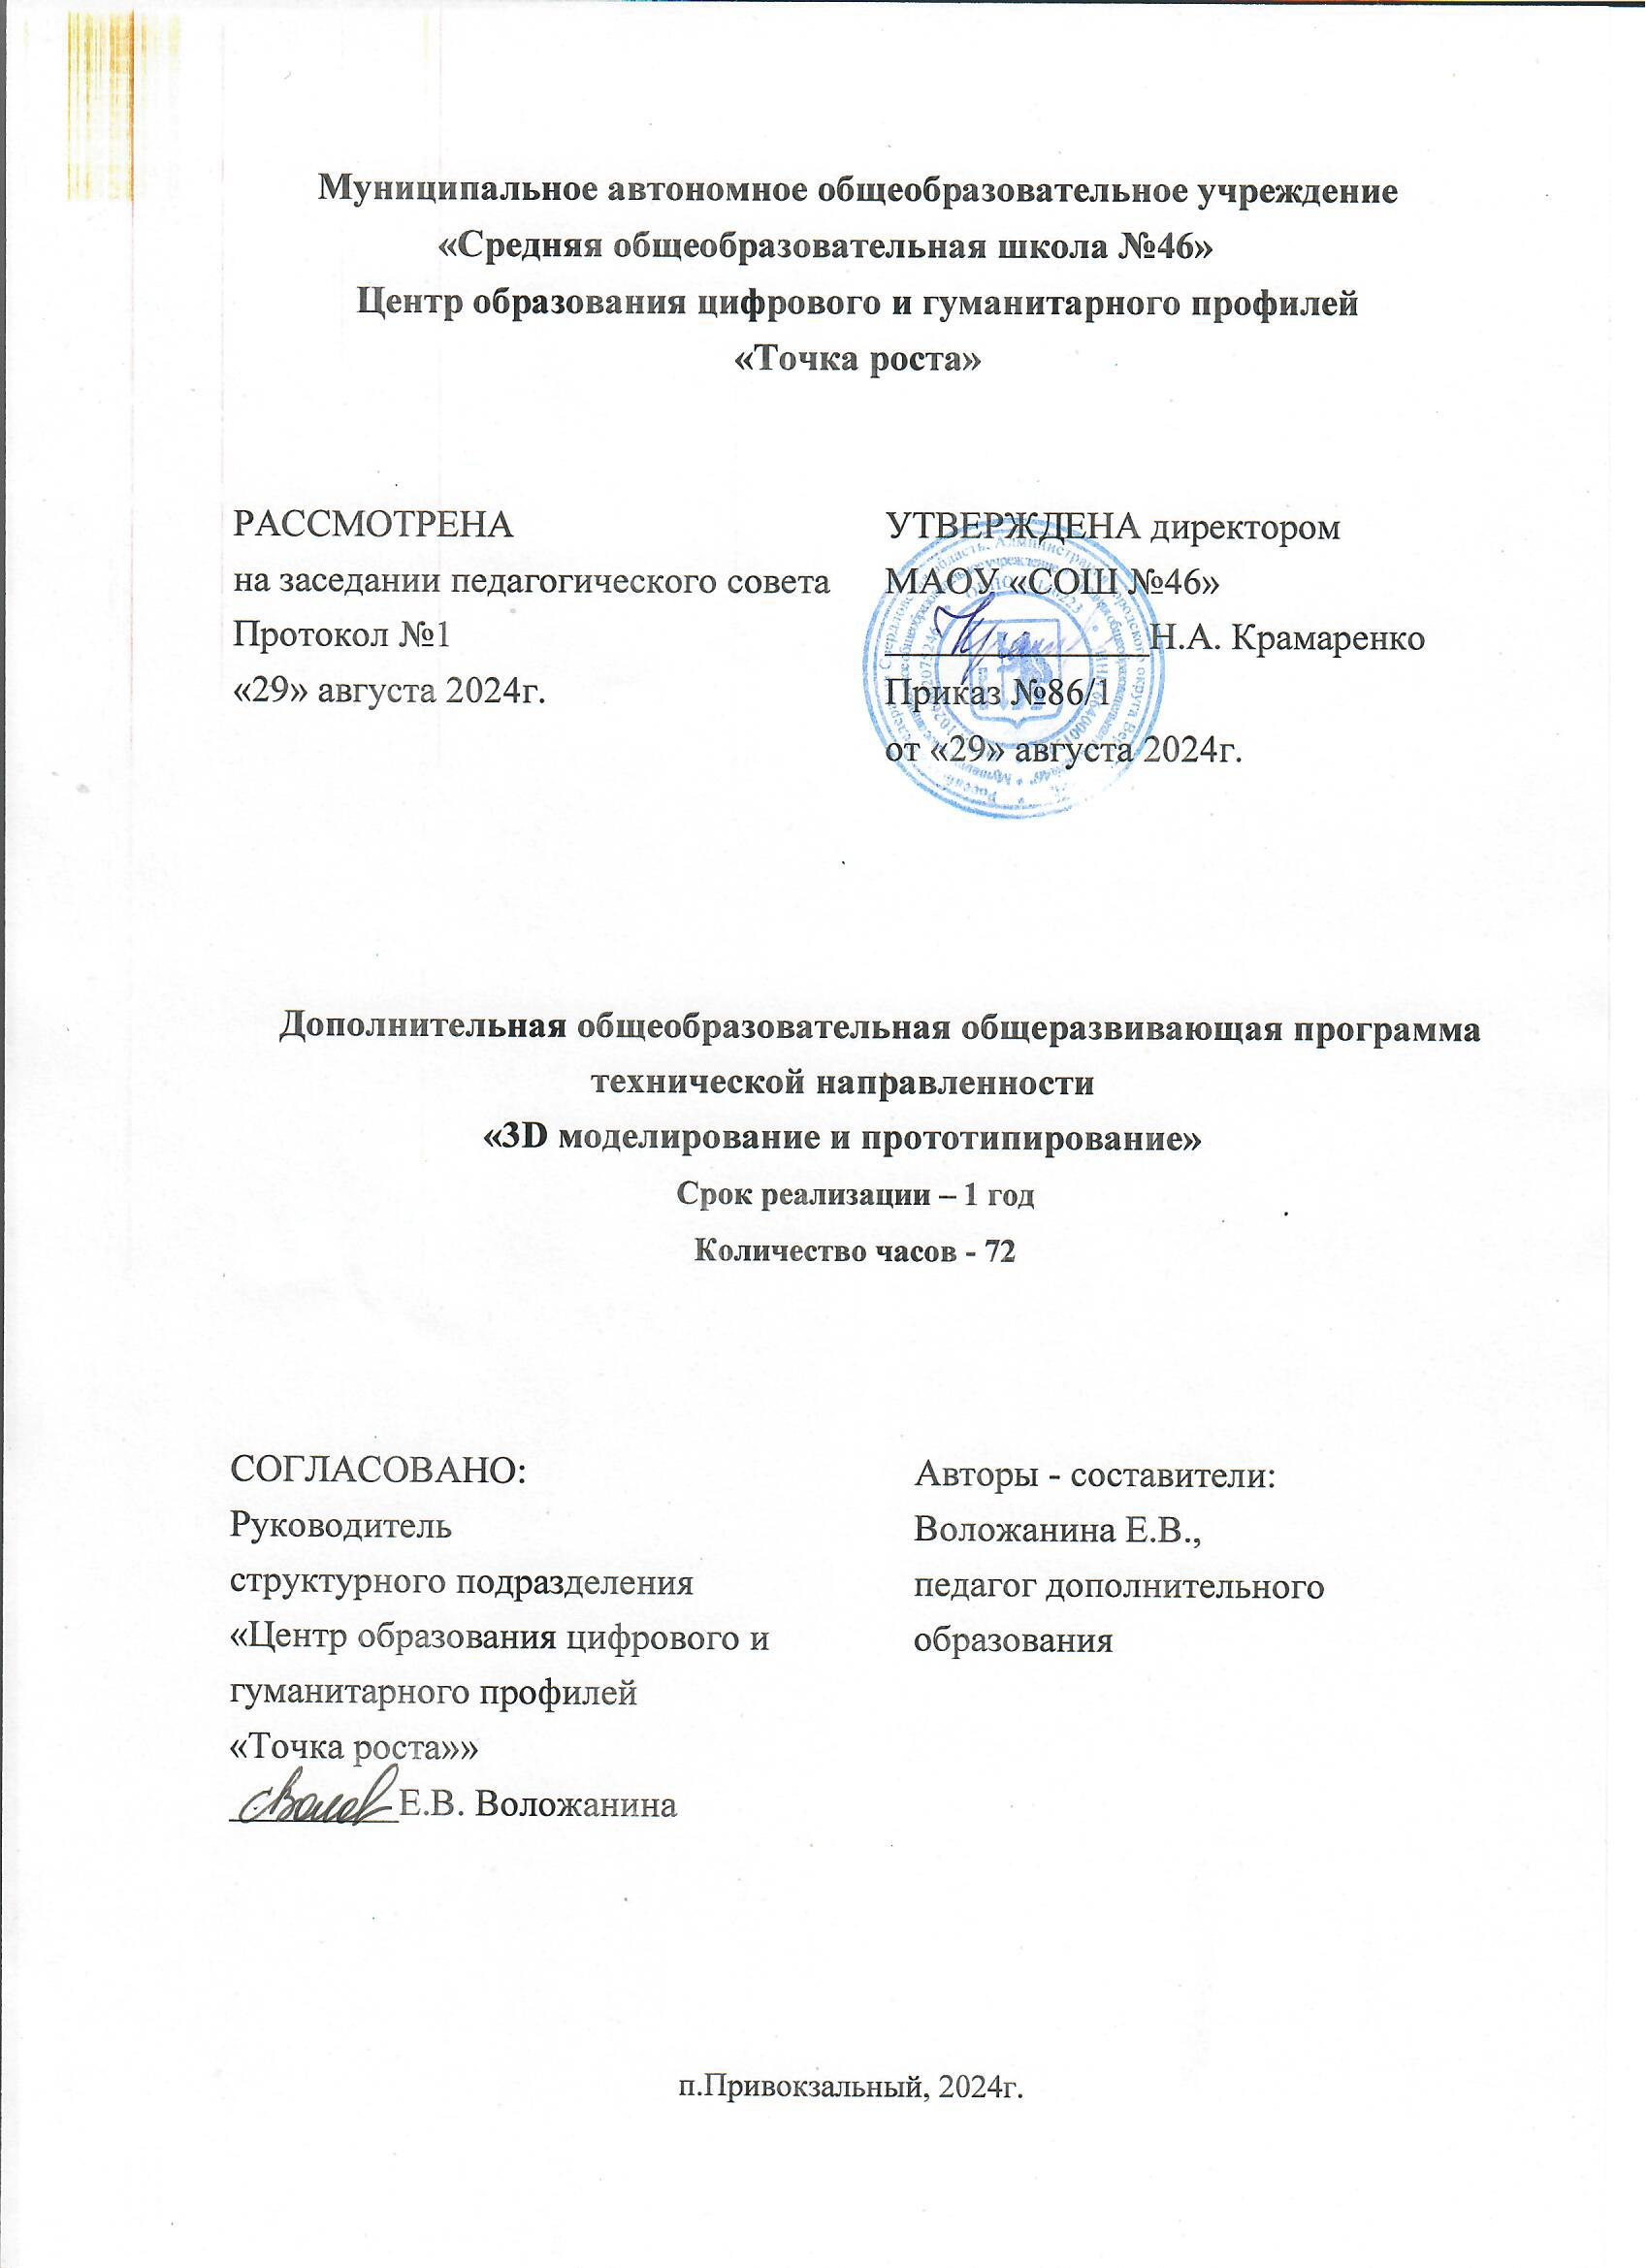 Муниципальное автономное общеобразовательное учреждение
«Средняя общеобразовательная школа №46»
Центр образования цифрового и гуманитарного профилей
«Точка роста»
РАССМОТРЕНА
на заседании педагогического совета
Протокол №1
«29» августа 2024г.
УТВЕРЖДЕНА директором
МАОУ «СОШ №46»
Н.А. Крамаренко
Приказ №86/1
от «29» августа 2024г.
Дополнительная общеобразовательная общеразвивающая программа
технической направленности
«3D моделирование и прототипирование»
Срок реализации – 1 год
Количество часов - 72
СОГЛАСОВАНО:
Руководитель
структурного подразделения
«Центр образования цифрового и
гуманитарного профилей
«Точка роста»»
Е.В. Воложанина
Авторы - составители:
Воложанина Е.В.,
педагог дополнительного
образования
п.Привокзальный, 2024г.